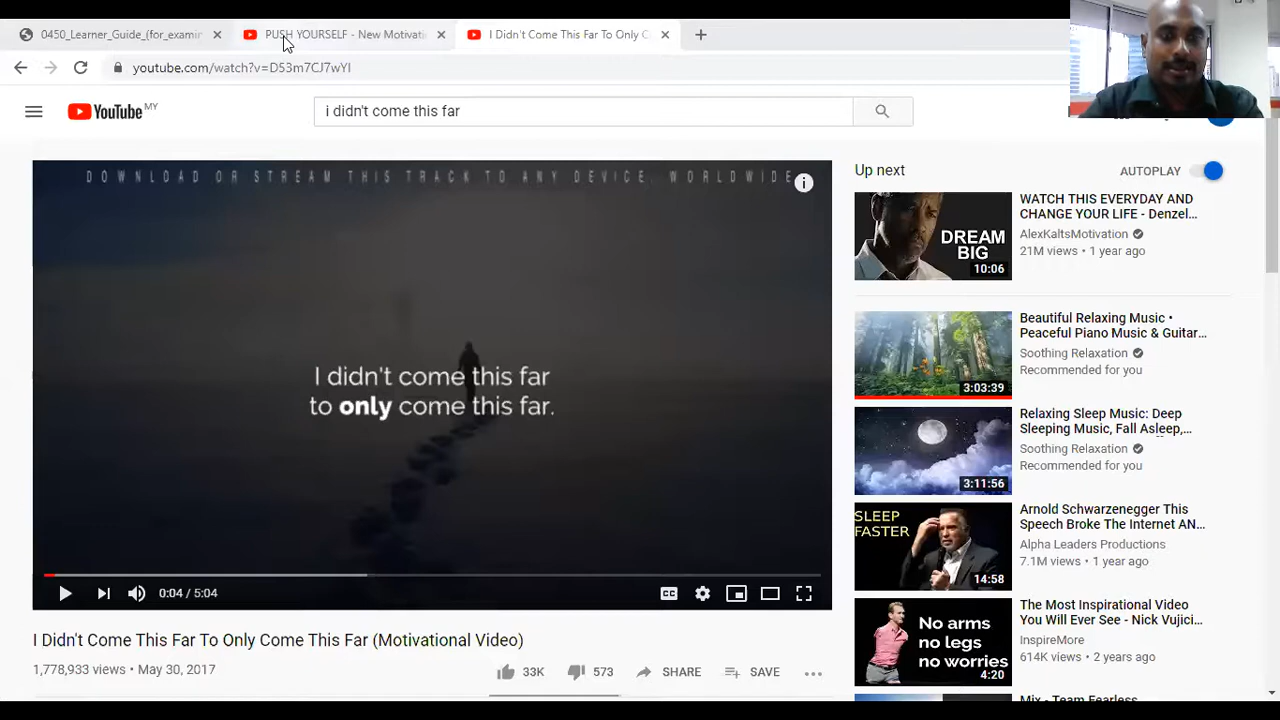 0450_Learner_Guide_(for_examin
PUSH YOURSELF - New Motivati
I Didn't Come This Far To Only C
youtube.com/watch?v=D53n7CJ7wYI
YouTube MY
i didn't come this far
DOWNLOAD OR STREAM THIS TO ANY DEVICE, WORLDWIDE
I didn't come this far
to only come this far.
0:04 / 5:04
CC
I Didn't Come This Far To Only Come This Far (Motivational Video)
1,778,933 views • May 30, 2017
33K
573
SHARE
SAVE
Up next
AUTOPLAY
DREAM
BIG
10:06
WATCH THIS EVERYDAY AND
CHANGE YOUR LIFE - Denzel…
AlexKaltsMotivation
21M views • 1 year ago
3:03:39
Beautiful Relaxing Music •
Peaceful Piano Music & Guitar…
Soothing Relaxation
Recommended for you
3:11:56
Relaxing Sleep Music: Deep
Sleeping Music, Fall Asleep,…
Soothing Relaxation
Recommended for you
SLEEP
FASTER
14:58
Arnold Schwarzenegger This
Speech Broke The Internet AN…
Alpha Leaders Productions
7.1M views • 1 year ago
No arms
no legs
no worries
4:20
The Most Inspirational Video
You Will Ever See - Nick Vujici…
InspireMore
614K views • 2 years ago
Mix - Team Fearless